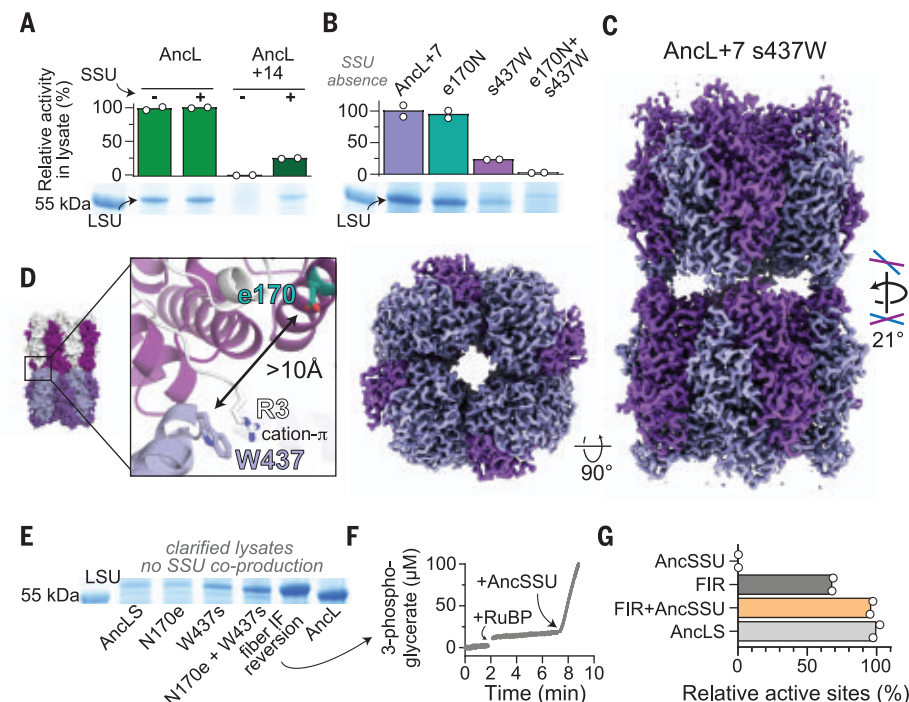 A
AncL
AncL
+14
SSU
-
+
-
+
Relative activity
in lysate (%)
100
50
0
55 kDa
LSU
B
SSU
absence
AncL+7
e170N
s437W
e170N+
s437W
100
50
0
LSU
C
AncL+7 s437W
21°
D
e170
>10Å
R3
cation-π
W437
90°
E
clarified lysates
no SSU co-production
LSU
55 kDa
AncLS
N170e
W437s
N170e + W437s
fiber IF
reversion
AncL
F
3-phospho-
glycerate (µM)
100
50
0
+AncSSU
+RuBP
0 2 4 6 8 10
Time (min)
G
AncSSU
FIR
FIR+AncSSU
AncLS
0 50 100
Relative active sites (%)